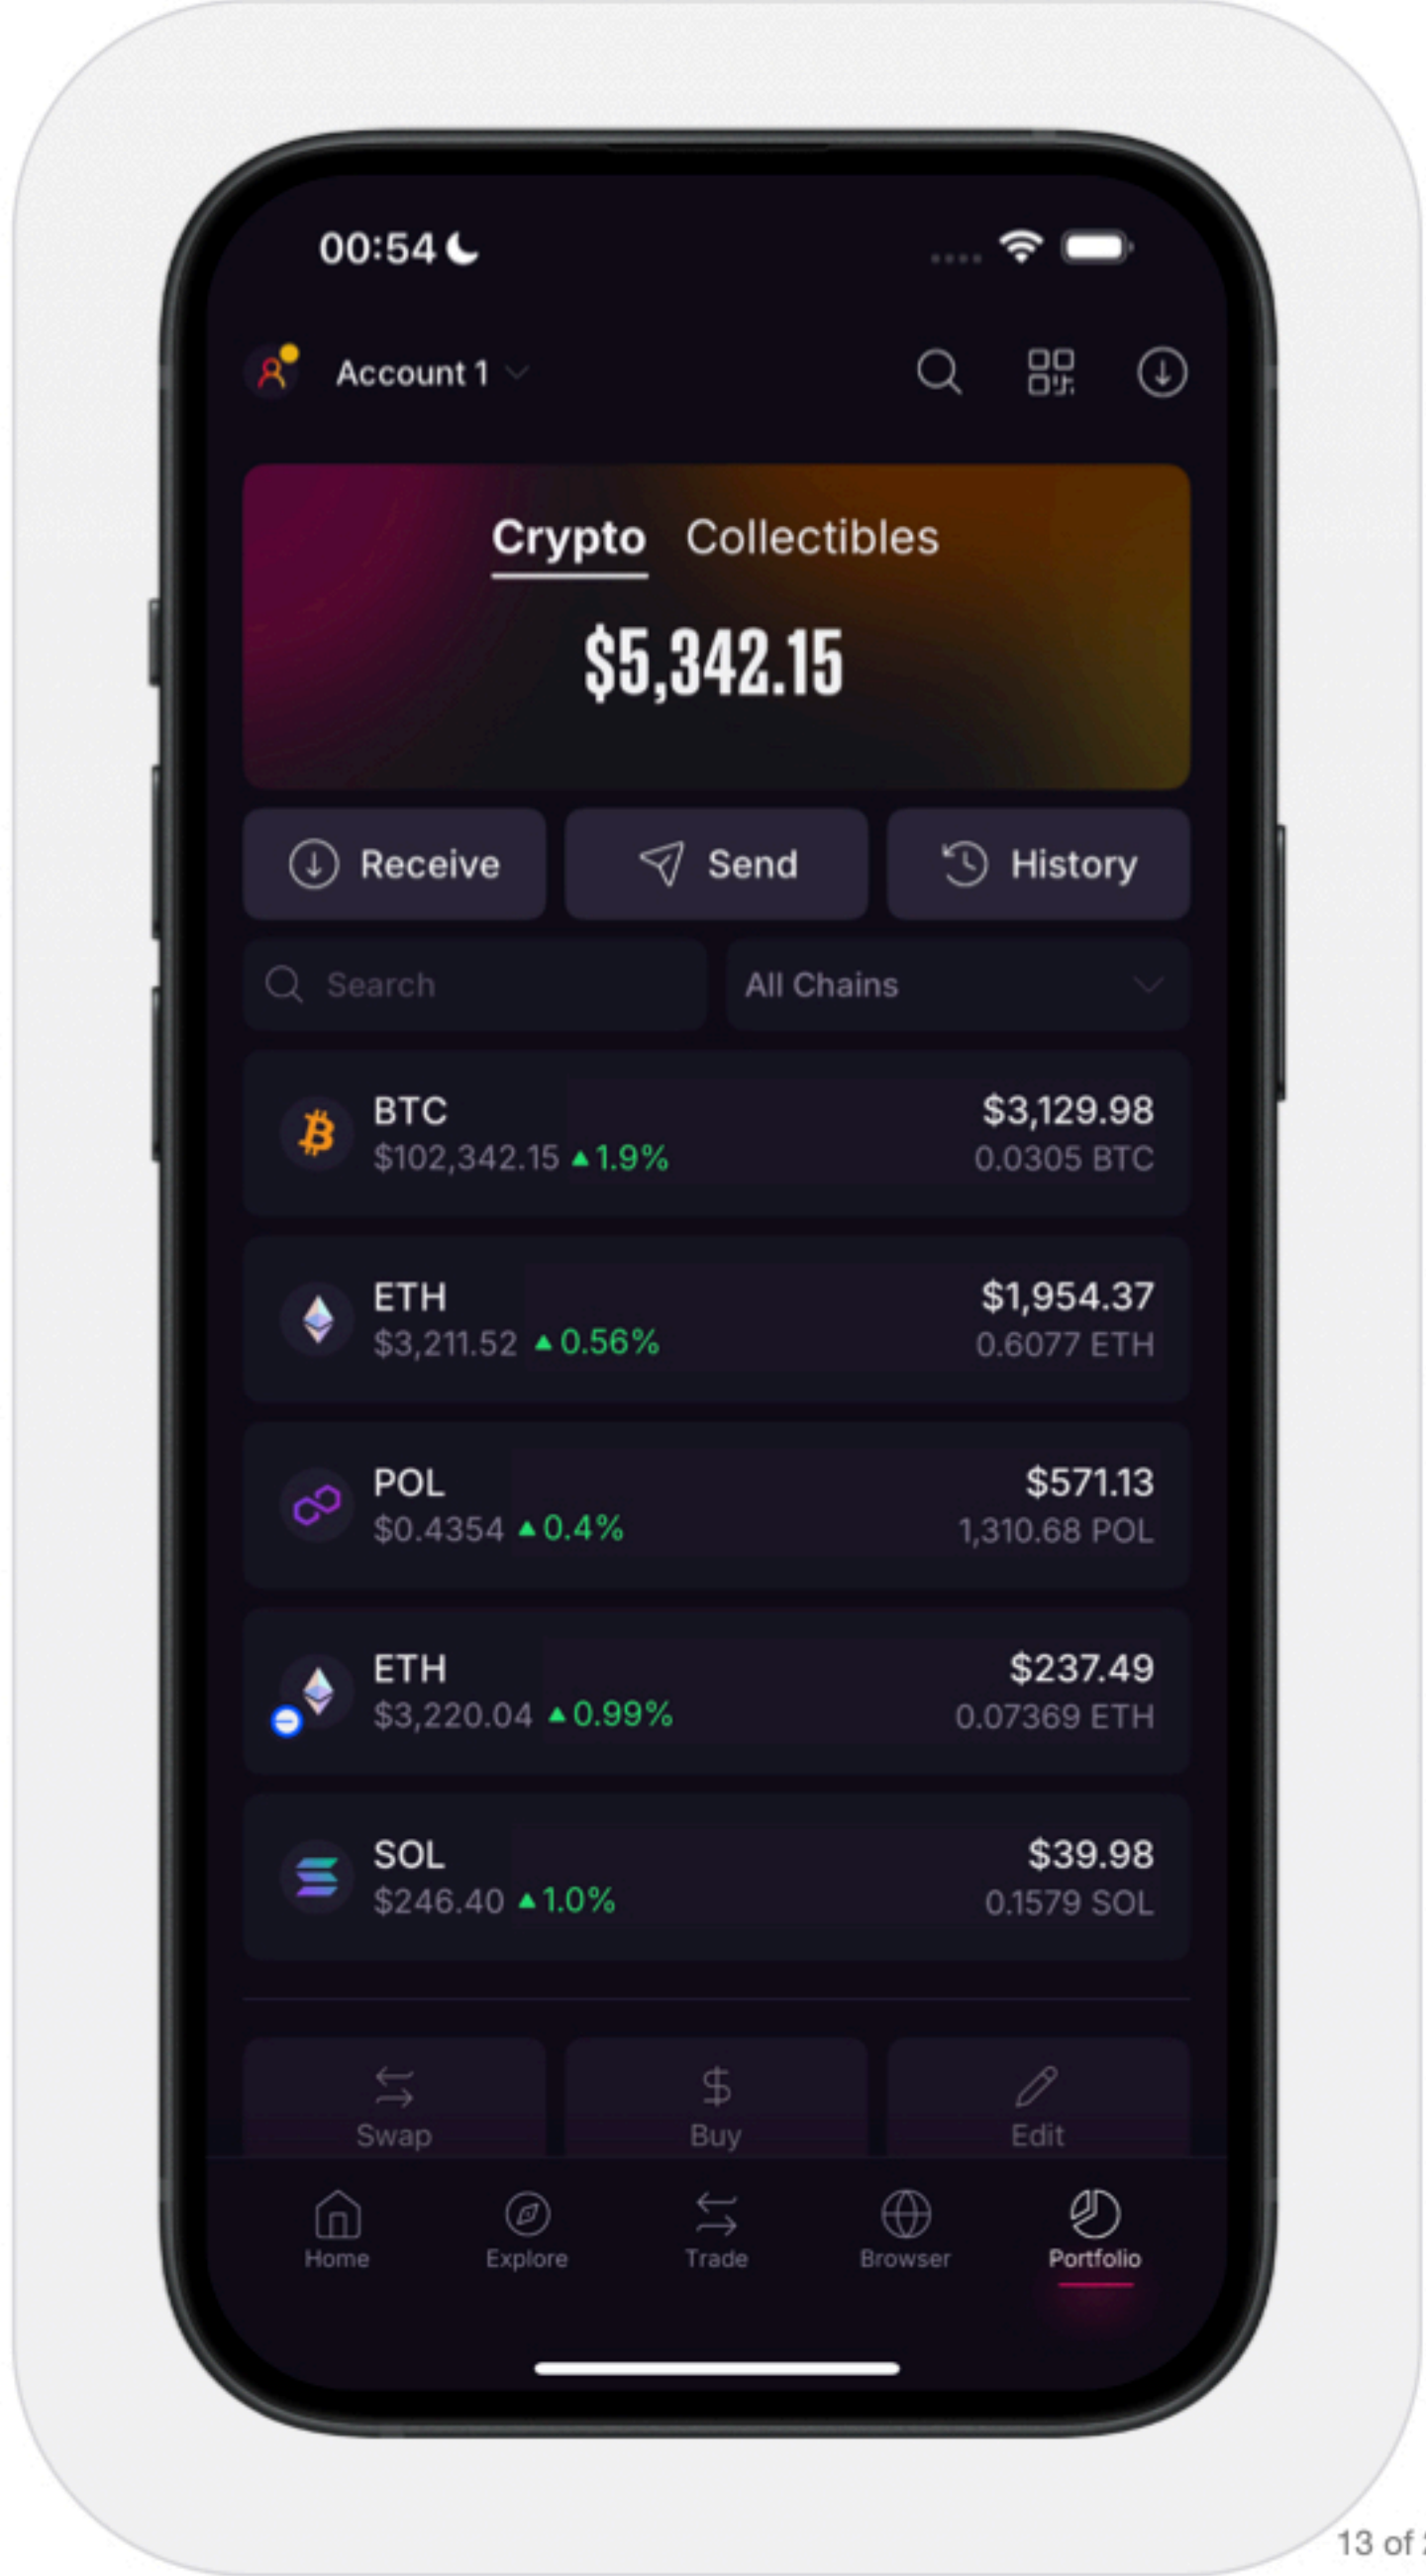 00:54
Account 1
Crypto Collectibles
$5,342.15
Receive Send History
Search All Chains
BTC $3,129.98
$102,342.15 ▲1.9% 0.0305 BTC
ETH $1,954.37
$3,211.52 ▲0.56% 0.6077 ETH
POL $571.13
$0.4354 ▲0.4% 1,310.68 POL
ETH $237.49
$3,220.04 ▲0.99% 0.07369 ETH
SOL $39.98
$246.40 ▲1.0% 0.1579 SOL
Swap Buy Edit
Home Explore Trade Browser Portfolio
13 of